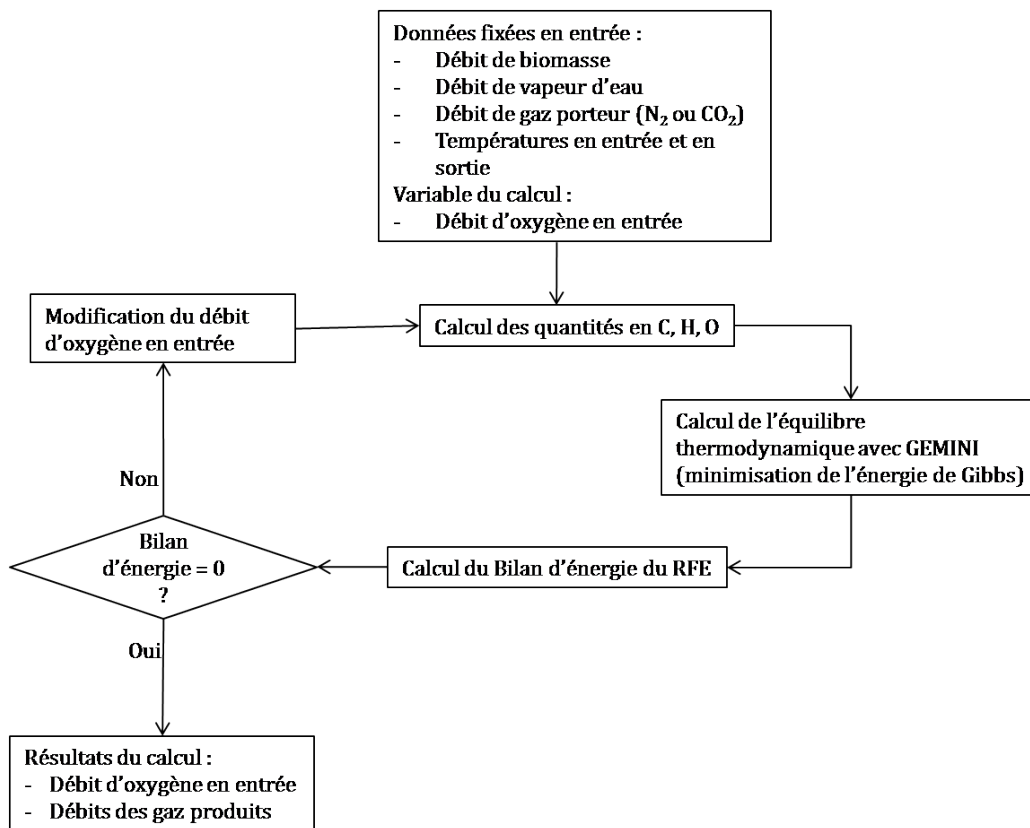 Données fixées en entrée :
- Débit de biomasse
- Débit de vapeur d'eau
- Débit de gaz porteur (N₂ ou CO₂)
- Températures en entrée et en
sortie
Variable du calcul :
- Débit d'oxygène en entrée
Modification du débit
d'oxygène en entrée
Calcul des quantités en C, H, O
Calcul de l'équilibre
thermodynamique avec GEMINI
(minimisation de l'énergie de Gibbs)
Non
Bilan
d'énergie = 0
?
Calcul du Bilan d'énergie du RFE
Oui
Résultats du calcul :
- Débit d'oxygène en entrée
- Débits des gaz produits